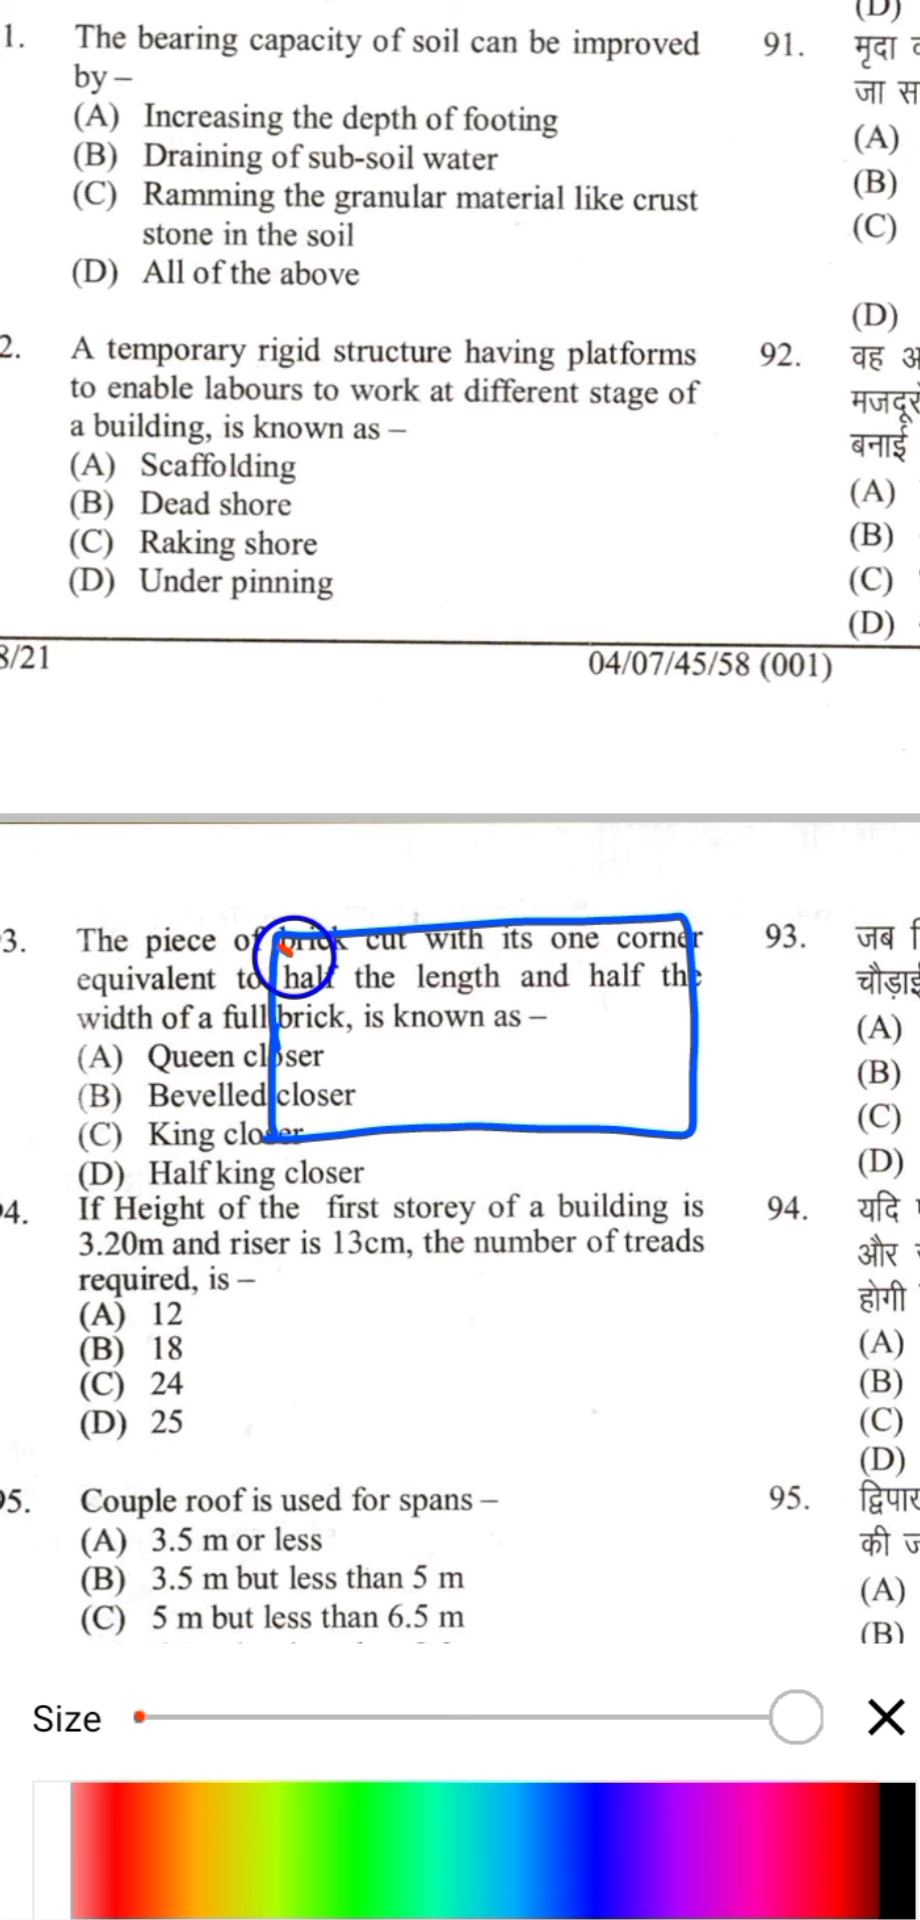 (D)
1. The bearing capacity of soil can be improved
by –
(A) Increasing the depth of footing
(B) Draining of sub-soil water
(C) Ramming the granular material like crust
stone in the soil
(D) All of the above
2. A temporary rigid structure having platforms
to enable labours to work at different stage of
a building, is known as –
(A) Scaffolding
(B) Dead shore
(C) Raking shore
(D) Under pinning
91. मृदा
जा
(A)
(B)
(C)
(D)
92. वह
मजदूरों
बनाई
(A)
(B)
(C)
(D)
8/21 04/07/45/58 (001)
3. The piece of brick cut with its one corner
equivalent to half the length and half the
width of a full brick, is known as –
(A) Queen closer
(B) Bevelled closer
(C) King closer
(D) Half king closer
94. If Height of the first storey of a building is
3.20m and riser is 13cm, the number of treads
required, is –
(A) 12
(B) 18
(C) 24
(D) 25
95. Couple roof is used for spans –
(A) 3.5 m or less
(B) 3.5 m but less than 5 m
(C) 5 m but less than 6.5 m
93. जब
चौड़ाई
(A)
(B)
(C)
(D)
94. यदि
और
होगी
(A)
(B)
(C)
(D)
95.
की
(A)
(B)
Size